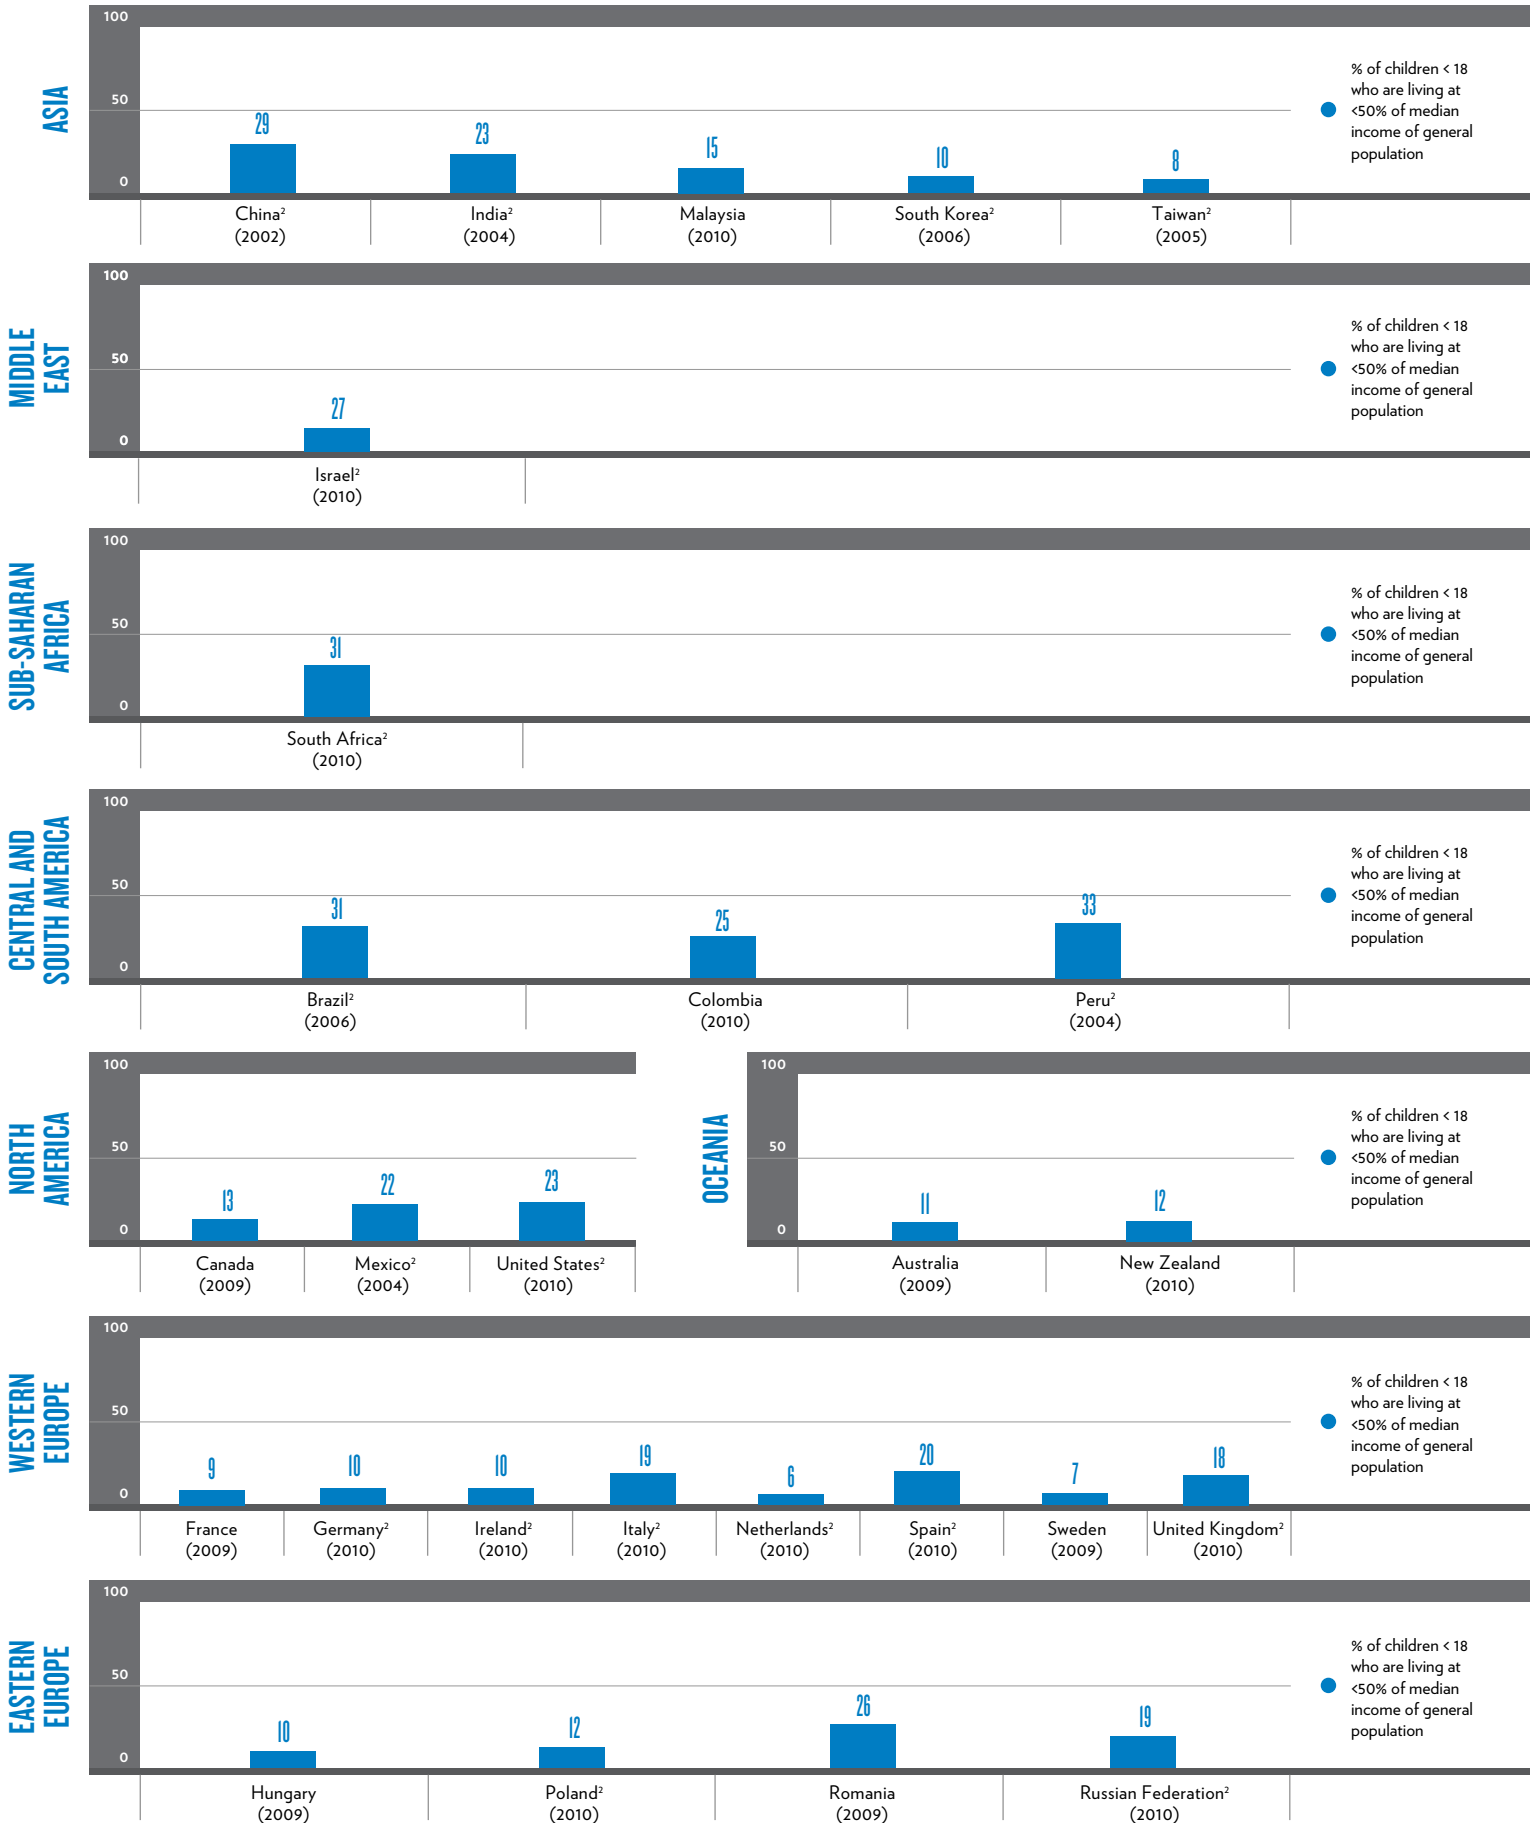 ASIA
100
50
0
29
23
15
10
8
China²
(2002)
India²
(2004)
Malaysia
(2010)
South Korea²
(2006)
Taiwan²
(2005)
% of children < 18
who are living at
<50% of median
income of general
population
MIDDLE
EAST
100
50
0
27
Israel²
(2010)
% of children < 18
who are living at
<50% of median
income of general
population
SUB-SAHARAN
AFRICA
100
50
0
31
South Africa²
(2010)
% of children < 18
who are living at
<50% of median
income of general
population
CENTRAL AND
SOUTH AMERICA
100
50
0
31
25
33
Brazil²
(2006)
Colombia
(2010)
Peru²
(2004)
% of children < 18
who are living at
<50% of median
income of general
population
NORTH
AMERICA
100
50
0
13
22
23
Canada
(2009)
Mexico²
(2004)
United States²
(2010)
OCEANIA
100
50
0
11
12
Australia
(2009)
New Zealand
(2010)
% of children < 18
who are living at
<50% of median
income of general
population
WESTERN
EUROPE
100
50
0
9
10
10
19
6
20
7
18
France
(2009)
Germany²
(2010)
Ireland²
(2010)
Italy²
(2010)
Netherlands²
(2010)
Spain²
(2010)
Sweden
(2009)
United Kingdom²
(2010)
% of children < 18
who are living at
<50% of median
income of general
population
EASTERN
EUROPE
100
50
0
10
12
26
19
Hungary
(2009)
Poland²
(2010)
Romania
(2009)
Russian Federation²
(2010)
% of children < 18
who are living at
<50% of median
income of general
population